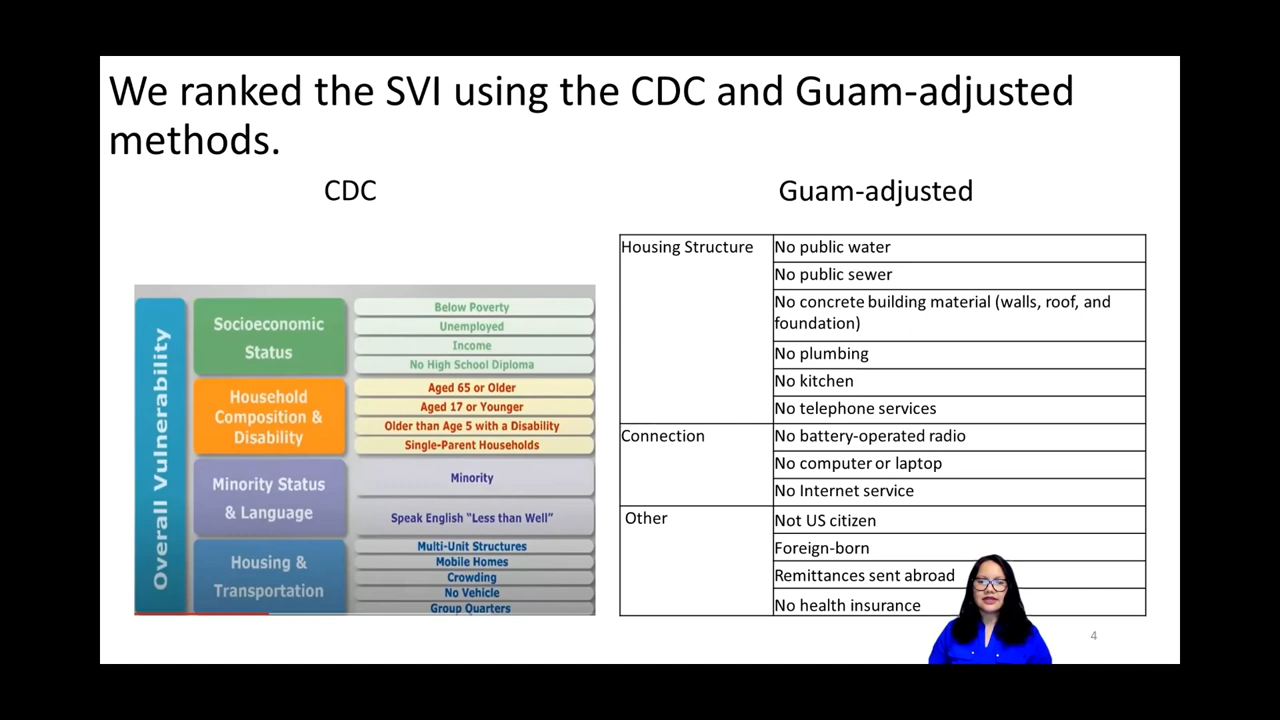 We ranked the SVI using the CDC and Guam-adjusted
methods.
CDC
Overall Vulnerability
Socioeconomic
Status
Below Poverty
Unemployed
Income
No High School Diploma
Household
Composition &
Disability
Aged 65 or Older
Aged 17 or Younger
Older than Age 5 with a Disability
Single-Parent Households
Minority Status
& Language
Minority
Speak English “Less than Well”
Housing &
Transportation
Multi-Unit Structures
Mobile Homes
Crowding
No Vehicle
Group Quarters
Guam-adjusted
Housing Structure
No public water
No public sewer
No concrete building material (walls, roof, and
foundation)
No plumbing
No kitchen
No telephone services
Connection
No battery-operated radio
No computer or laptop
No Internet service
Other
Not US citizen
Foreign-born
Remittances sent abroad
No health insurance
4